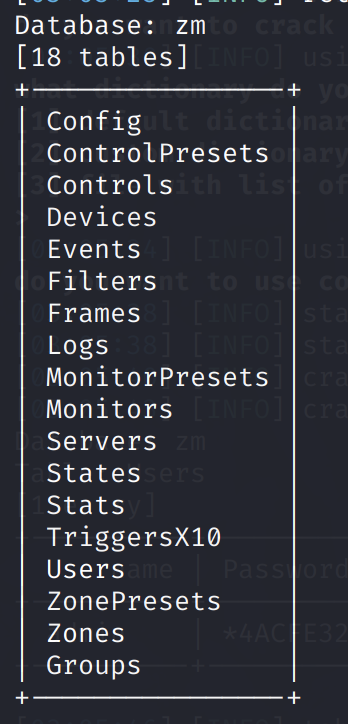 Database: zm
[18 tables]
+----------------+
| Config |
| ControlPresets |
| Controls |
| Devices |
| Events |
| Filters |
| Frames |
| Logs |
| MonitorPresets |
| Monitors |
| Servers |
| States |
| Stats |
| TriggersX10 |
| Users |
| ZonePresets |
| Zones |
| Groups |
+----------------+